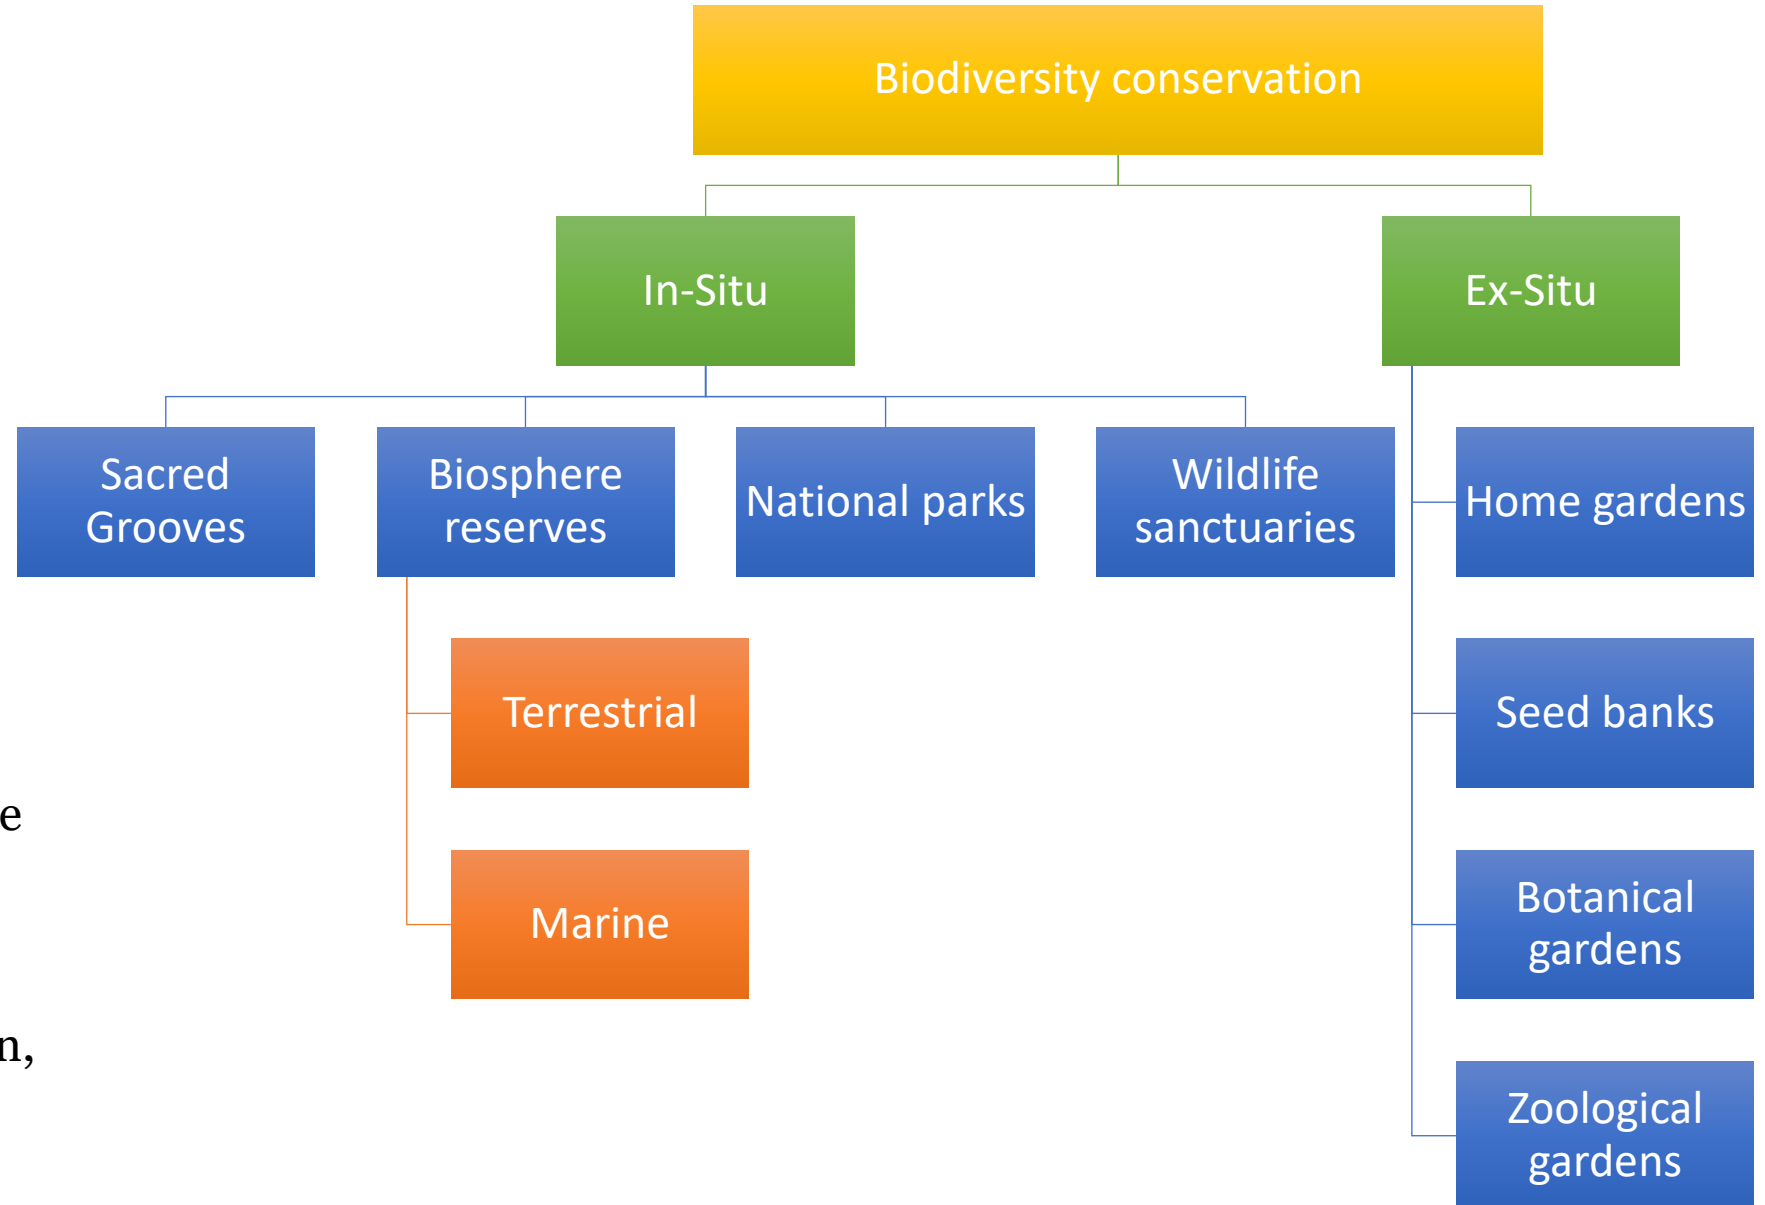 Biodiversity conservation
In-Situ
Ex-Situ
Sacred
Grooves
Biosphere
reserves
National parks
Wildlife
sanctuaries
Home gardens
Terrestrial
Seed banks
e
Marine
Botanical
gardens
n,
Zoological
gardens